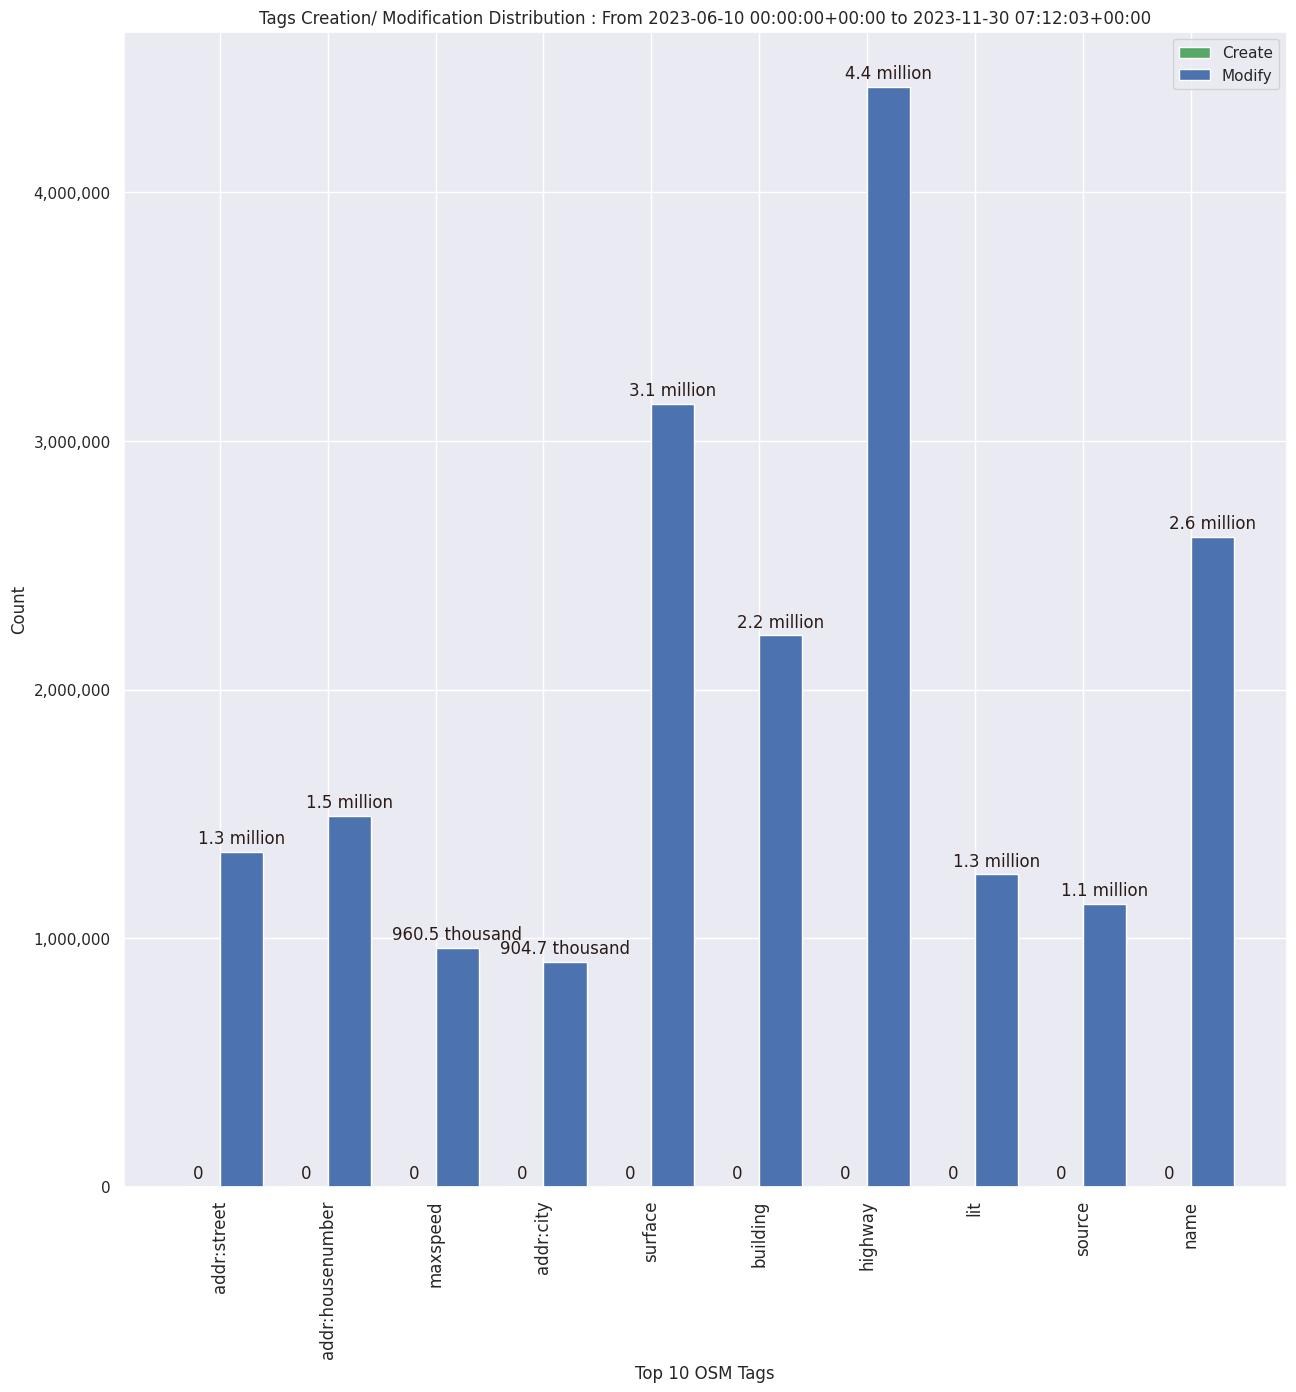 Tags Creation/ Modification Distribution : From 2023-06-10 00:00:00+00:00 to 2023-11-30 07:12:03+00:00
Create
Modify
4.4 million
4,000,000
3.1 million
3,000,000
2.6 million
2.2 million
2,000,000
1.5 million
1.3 million
1.3 million
1.1 million
960.5 thousand
904.7 thousand
1,000,000
0 0 0 0 0 0 0 0 0 0
0
Count
addr:street
addr:housenumber
maxspeed
addr:city
surface
building
highway
lit
source
name
Top 10 OSM Tags